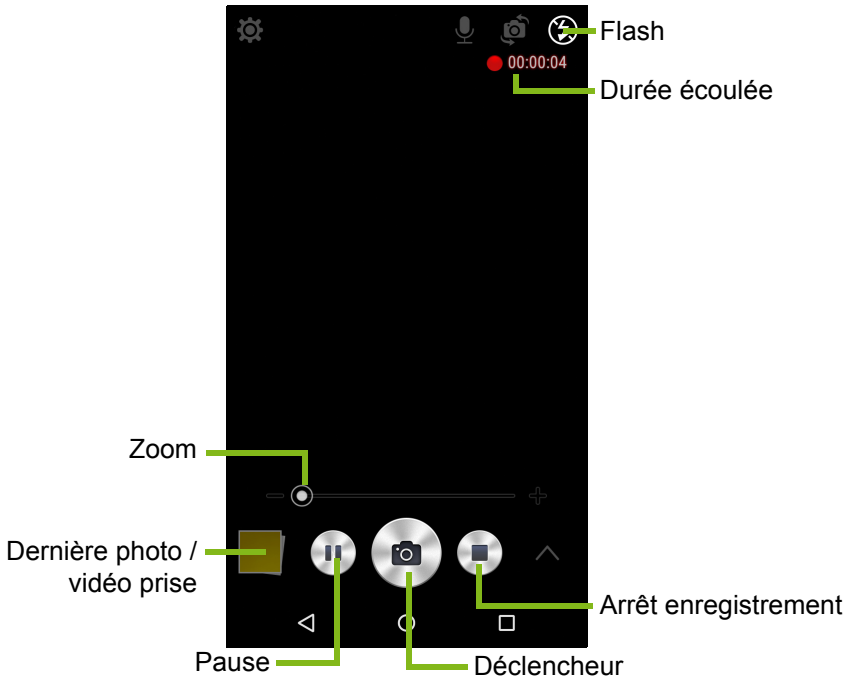 Flash
00:00:04
Durée écoulée
Zoom
Dernière photo /
vidéo prise
Arrêt enregistrement
Pause
Déclencheur